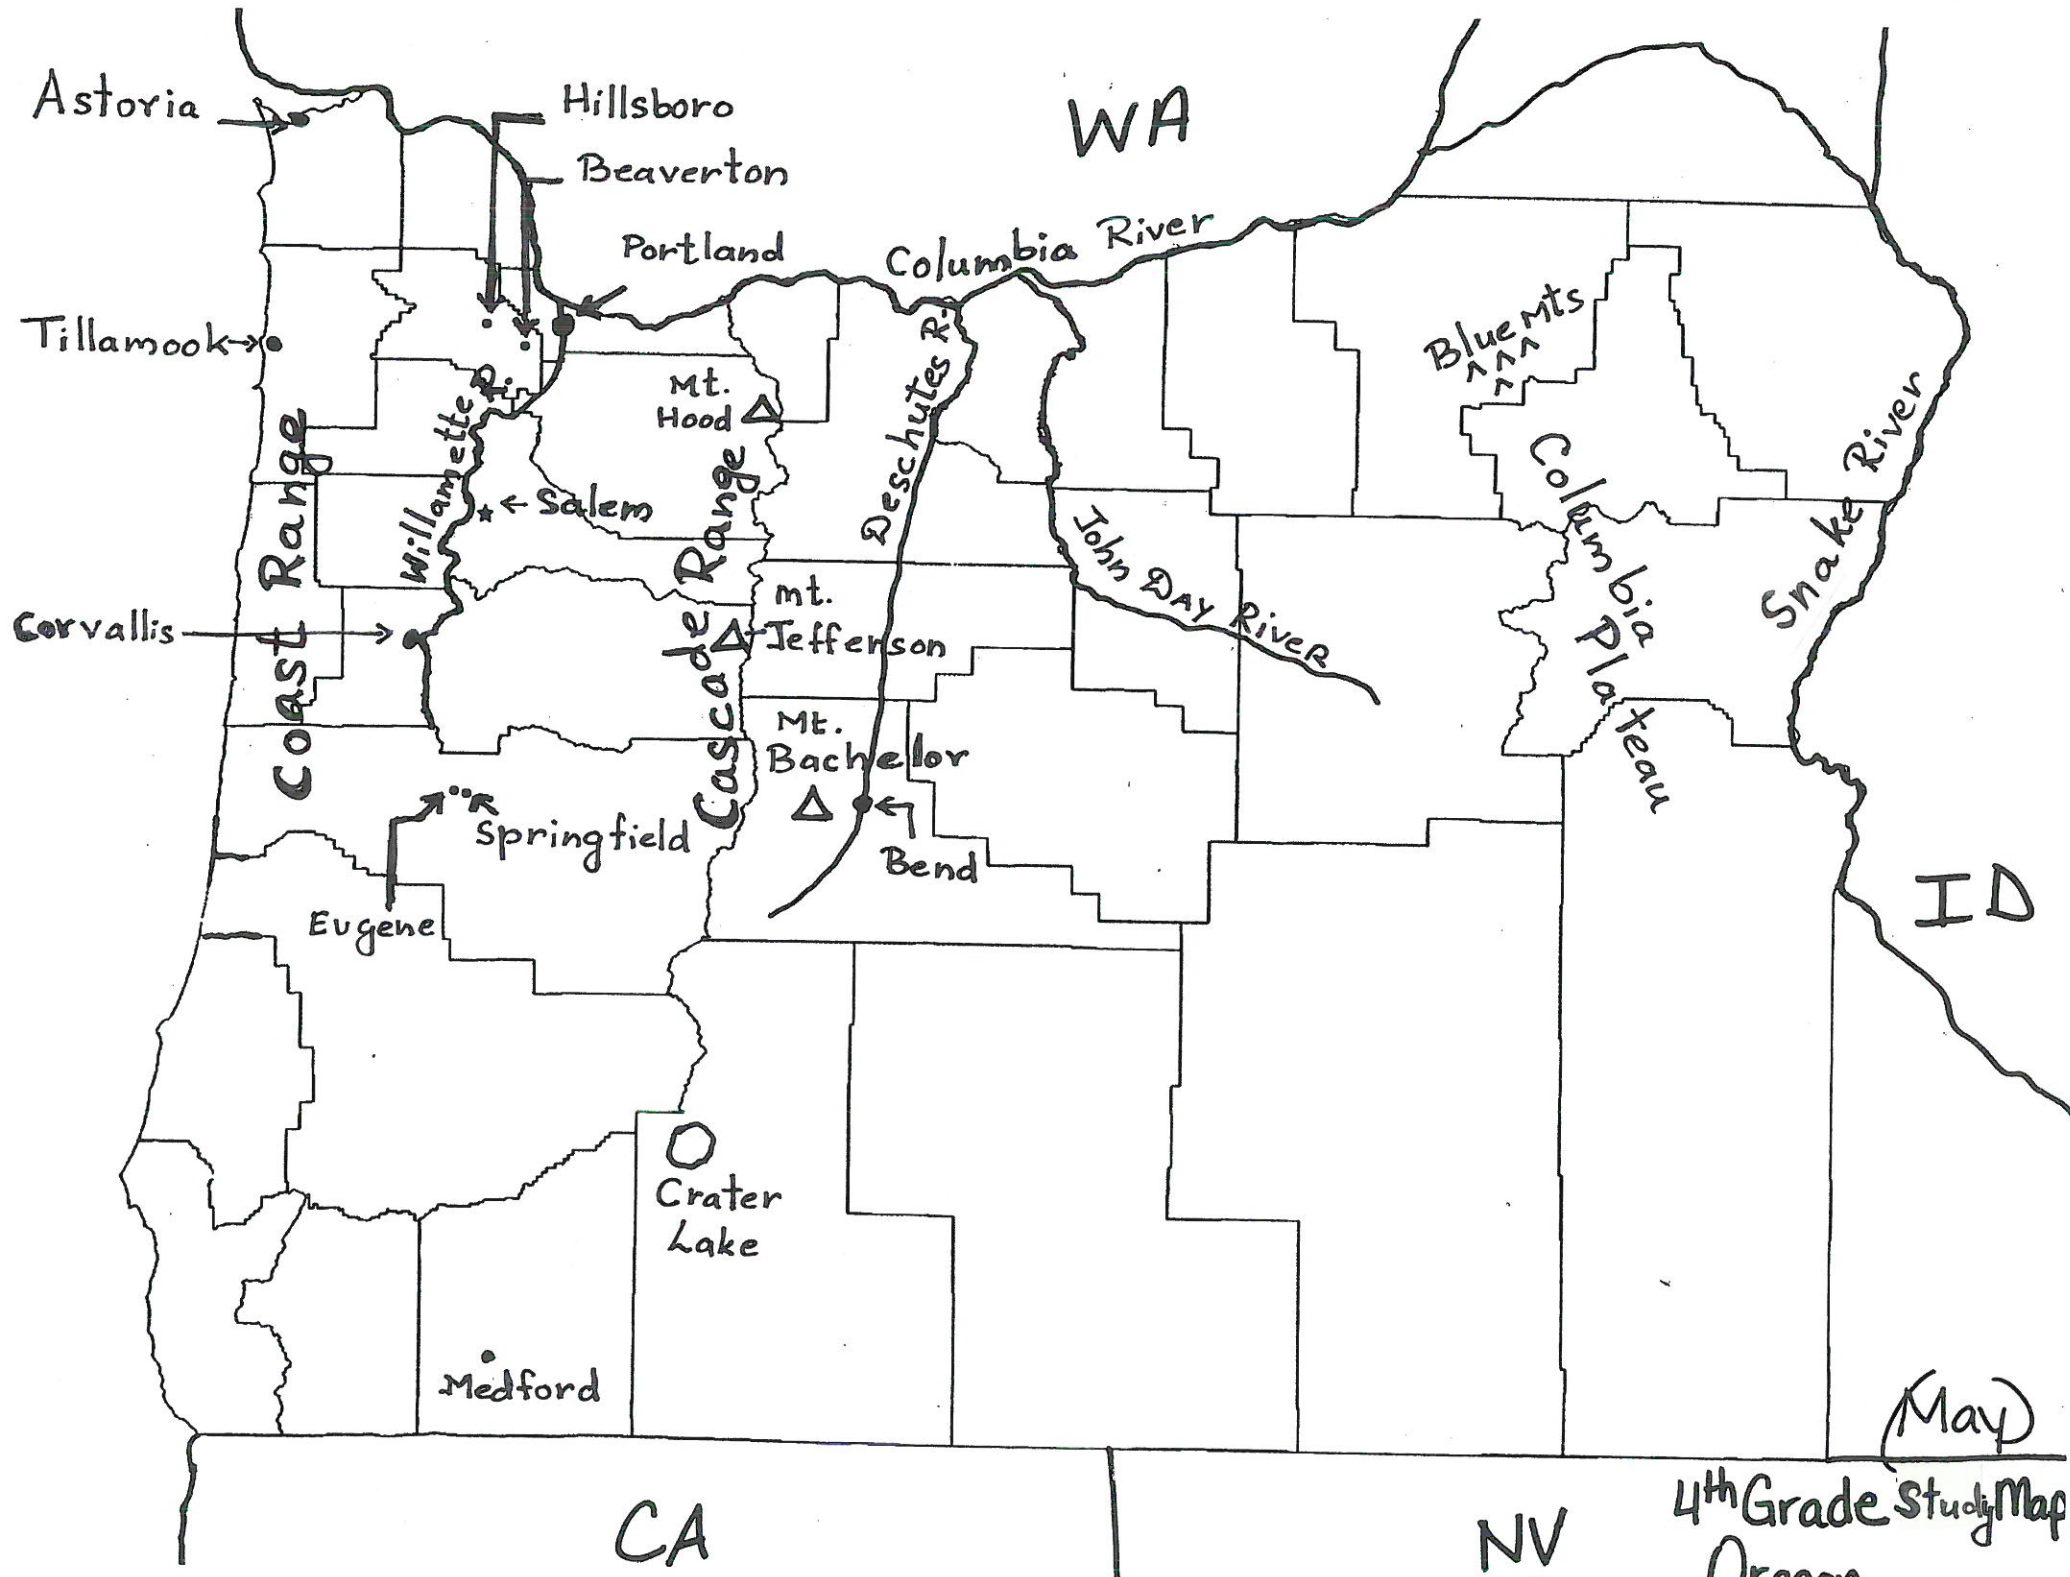 Astoria
Hillsboro
WA
Beaverton
Portland
Columbia River
Tillamook
Blue Mts
Mt.
Hood
Willamette R.
Deschutes R.
Coast Range
Cascade Range
Salem
John Day River
Columbia Plateau
Snake River
Corvallis
mt.
Jefferson
Mt.
Bachellor
Springfield
Bend
Eugene
ID
Crater
Lake
Medford
(May)
CA
NV
4th Grade Study Map
Oregon